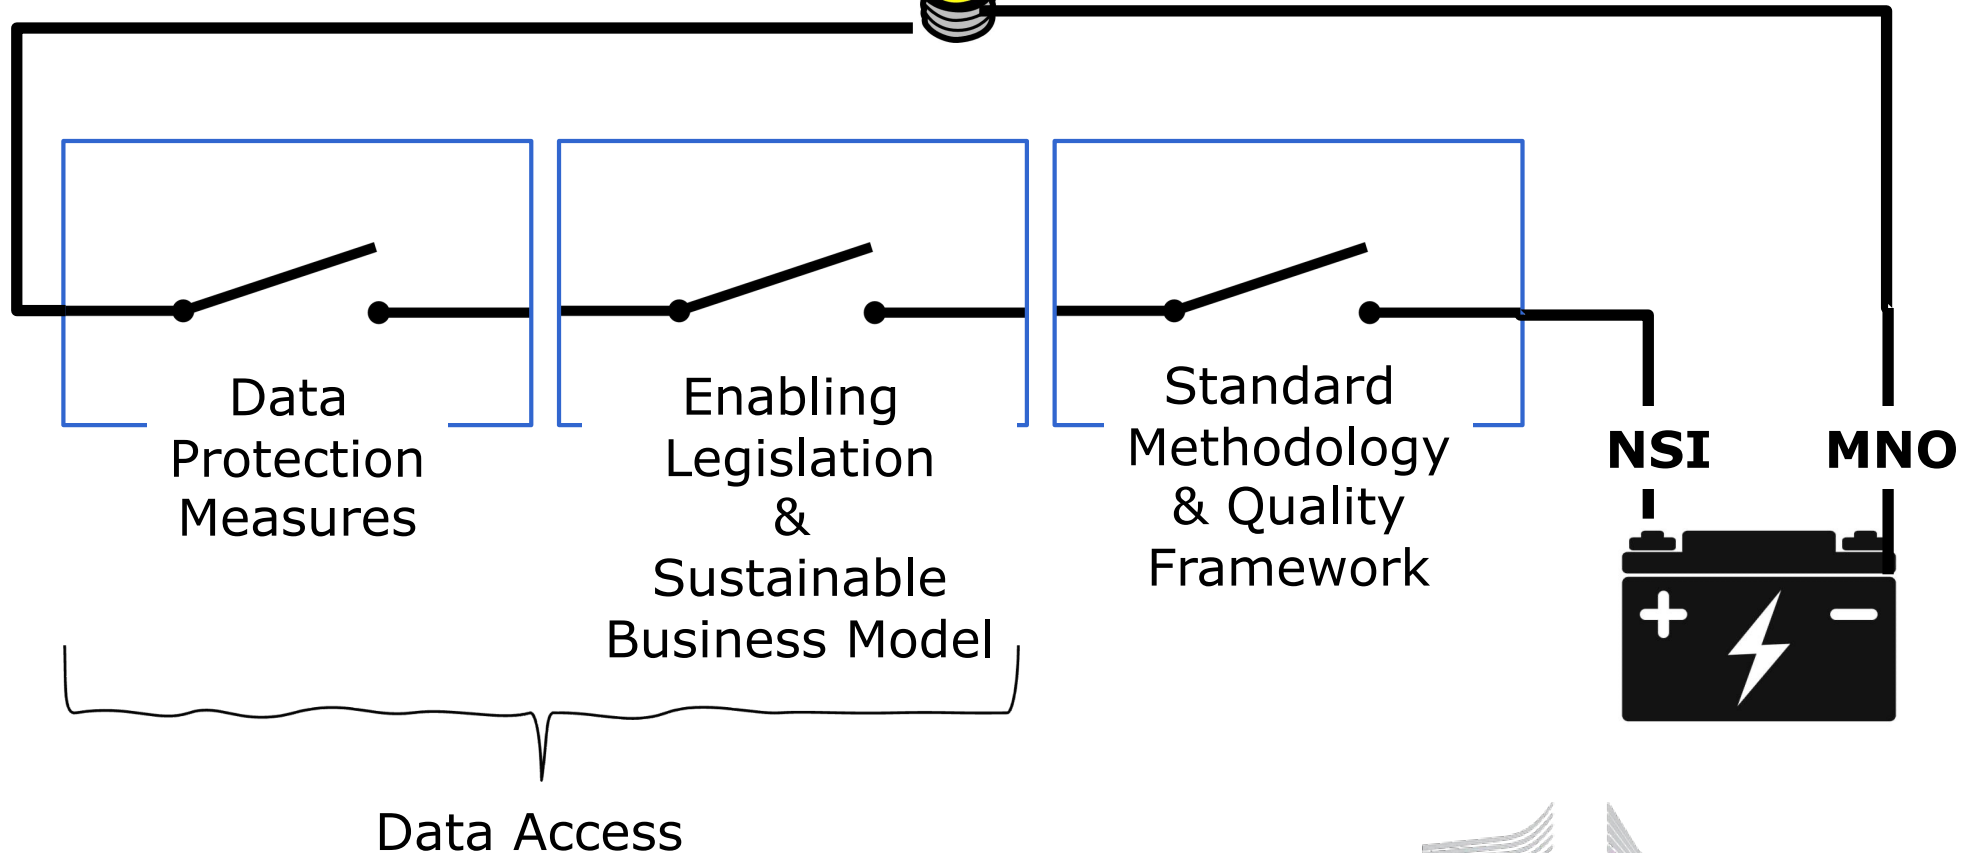 Data
Protection
Measures
Enabling
Legislation
&
Sustainable
Business Model
Standard
Methodology
& Quality
Framework
NSI
MNO
Data Access